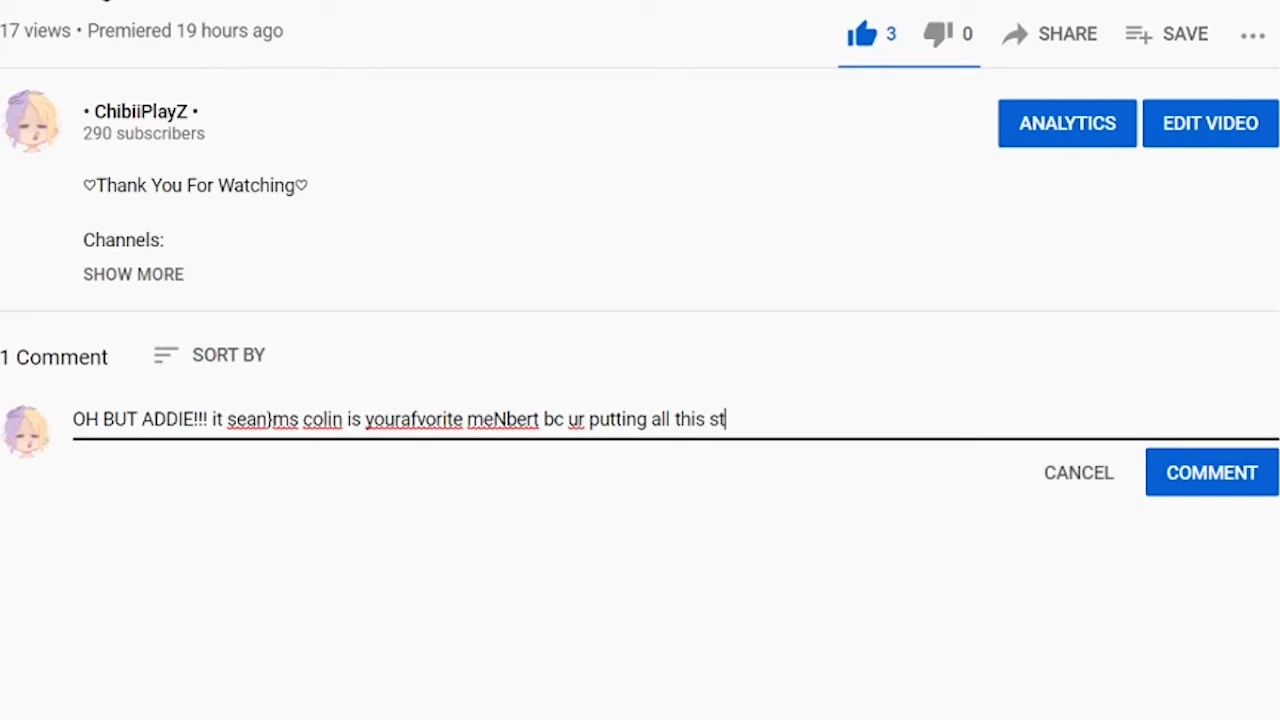 17 views • Premiered 19 hours ago
3
0
SHARE
SAVE
• ChibiiPlayZ •
290 subscribers
ANALYTICS
EDIT VIDEO
♡Thank You For Watching♡
Channels:
SHOW MORE
1 Comment
SORT BY
OH BUT ADDIE!!! it sean}ms colin is yourafvorite meNbert bc ur putting all this st
CANCEL
COMMENT